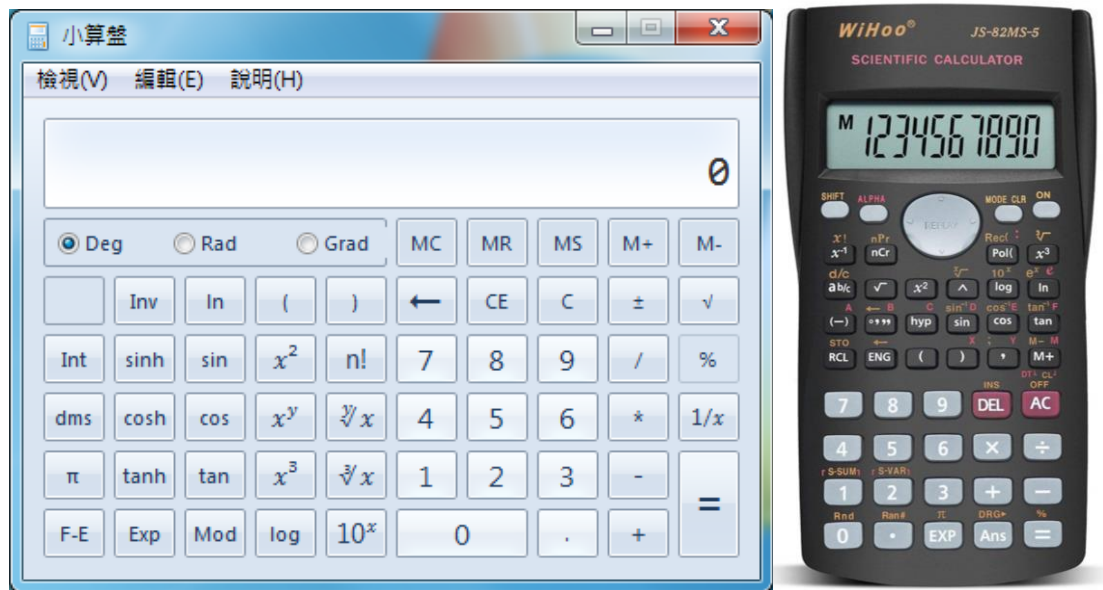 小算盤
檢視(V) 編輯(E) 說明(H)
0
Deg Rad Grad MC MR MS M+ M-
Inv ln ( ) ← CE C ± √
Int sinh sin x² n! 7 8 9 / %
dms cosh cos xʸ ʸ√x 4 5 6 * 1/x
π tanh tan x³ ³√x 1 2 3 - =
F-E Exp Mod log 10ˣ 0 . +
WiHoo® JS-82MS-5
SCIENTIFIC CALCULATOR
M 1234567890
SHIFT ALPHA MODE CLR ON
REPLAY
x! nPr Rec( : ³√
x⁻¹ nCr Pol( x³
d/c ˣ√ 10ˣ eˣ e
ab/c √ x² ^ log ln
A ← B C sin⁻¹ D cos⁻¹ E tan⁻¹ F
(−) °,,, hyp sin cos tan
STO ← X ; Y M− M
RCL ENG ( ) , M+
INS OFF
7 8 9 DEL AC
4 5 6 × ÷
S-SUM S-VAR
1 2 3 + −
Rnd Ran# π DRG► %
0 · EXP Ans =